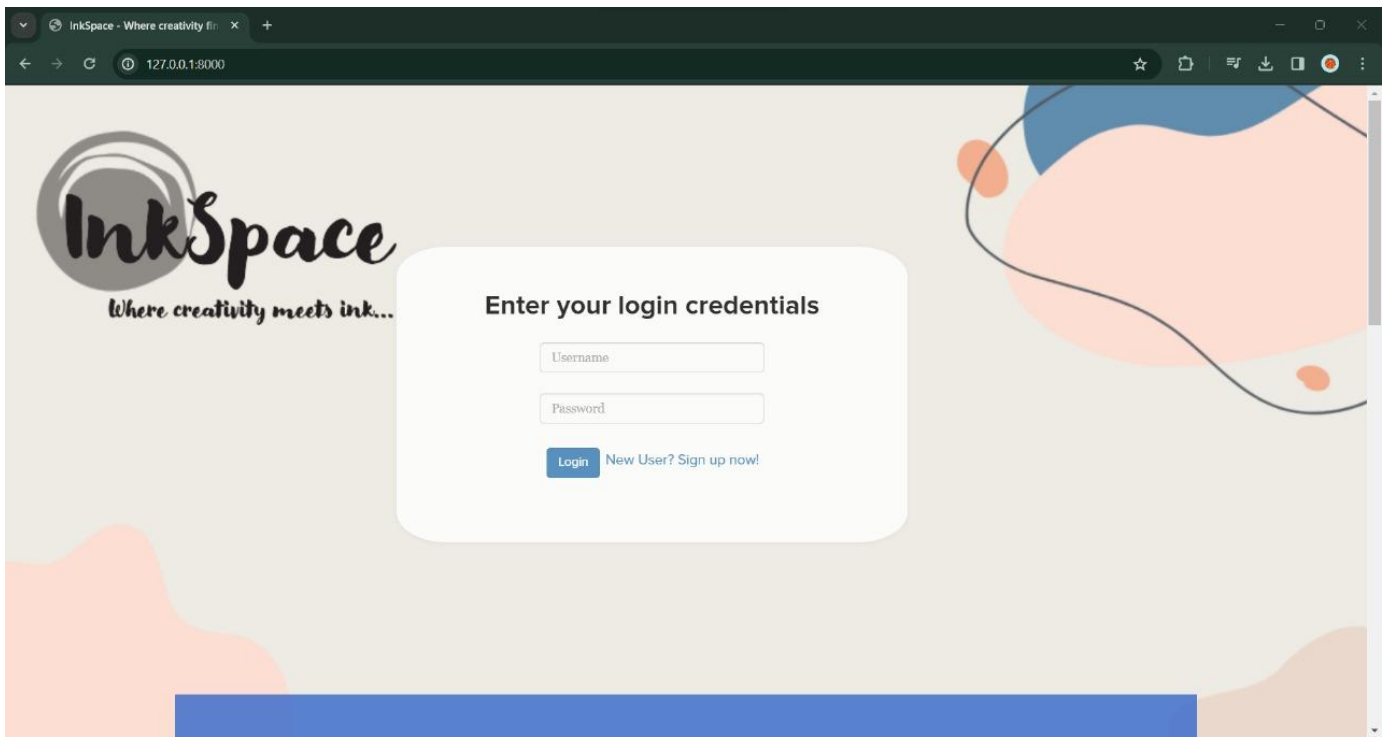 InkSpace - Where creativity fin
127.0.0.1:8000
InkSpace
Where creativity meets ink...
Enter your login credentials
Username
Password
Login New User? Sign up now!